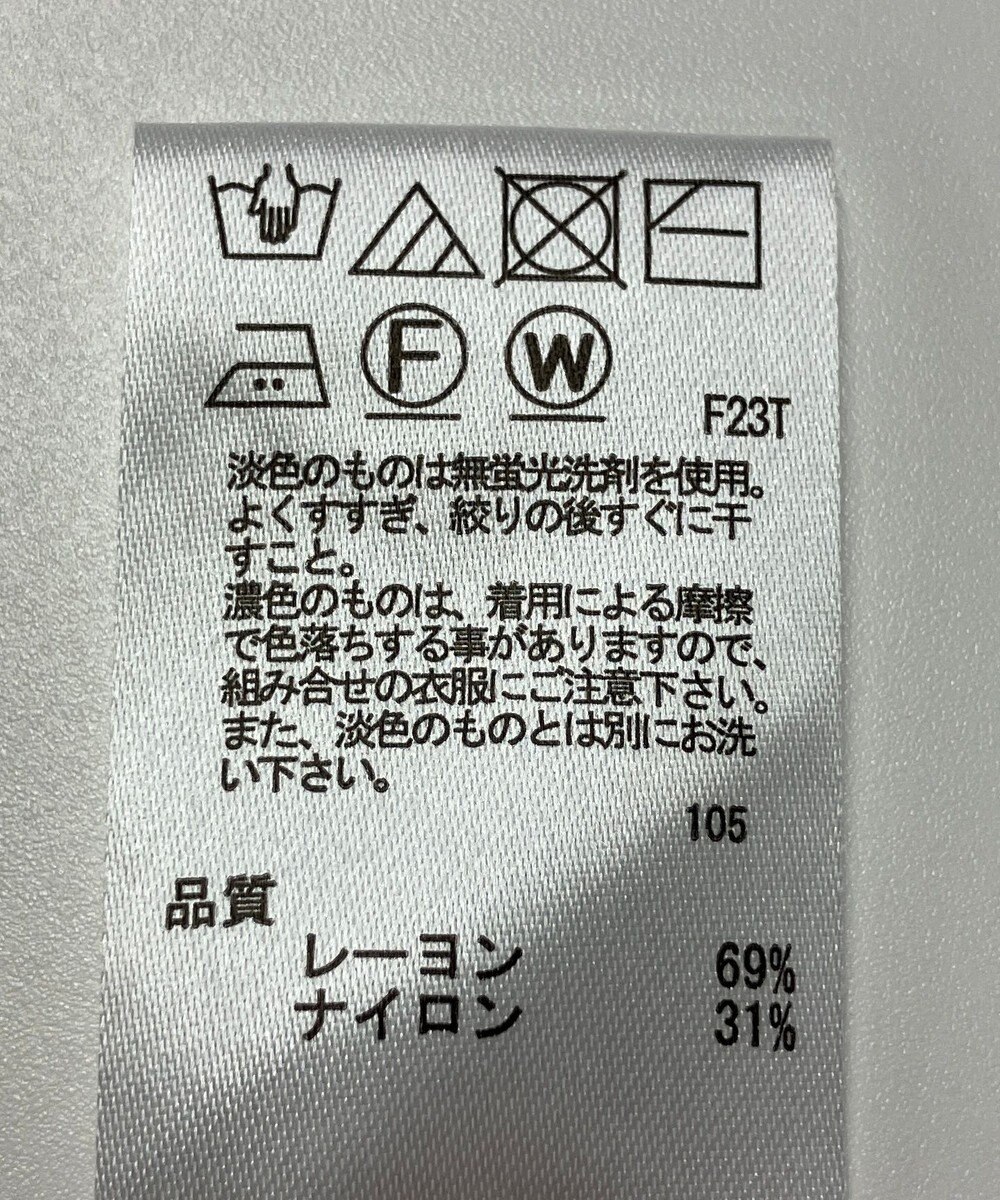 F W
F23T
淡色のものは無蛍光洗剤を使用。
よくすすぎ、絞りの後すぐに干
すこと。
濃色のものは、着用による摩擦
で色落ちする事がありますので、
組み合せの衣服にご注意下さい。
また、淡色のものとは別にお洗
い下さい。
105
品質
レーヨン 69%
ナイロン 31%